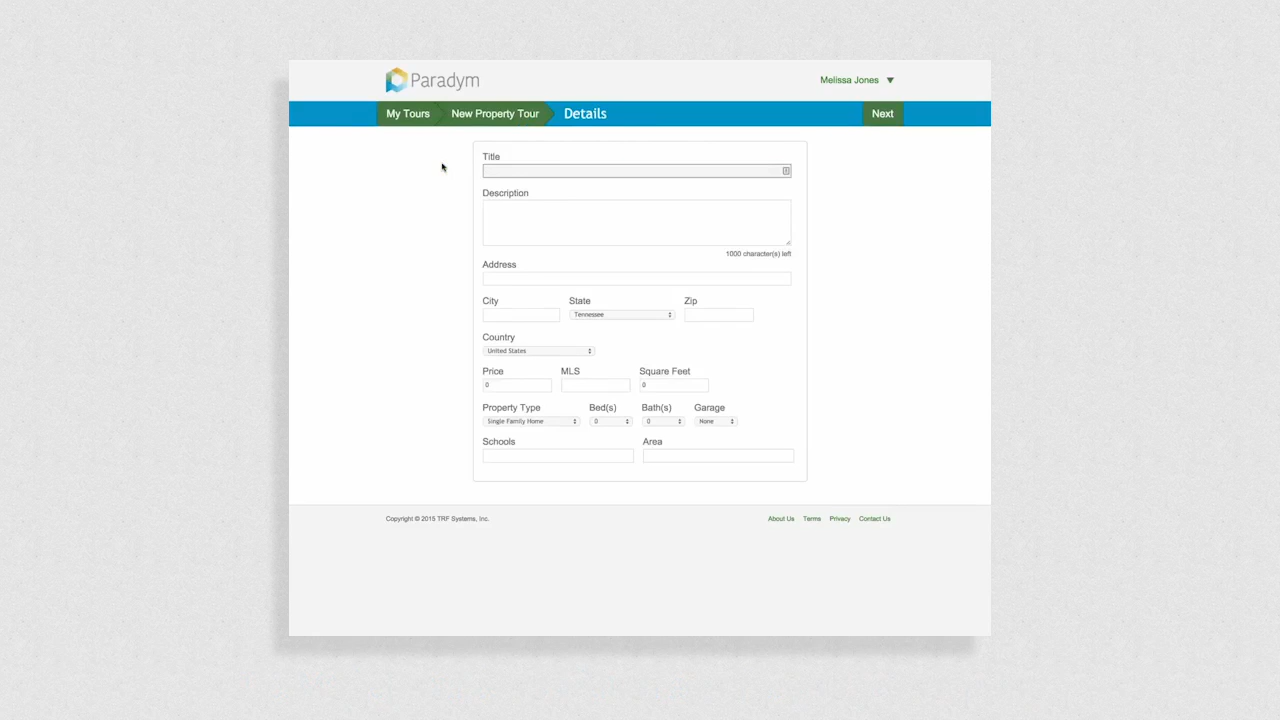 Paradym
Melissa Jones
My Tours New Property Tour Details Next
Title
Description
1000 character(s) left
Address
City State Zip
Tennessee
Country
United States
Price MLS Square Feet
0 0
Property Type Bed(s) Bath(s) Garage
Single Family Home 0 0 None
Schools Area
Copyright © 2015 TRF Systems, Inc. About Us Terms Privacy Contact Us